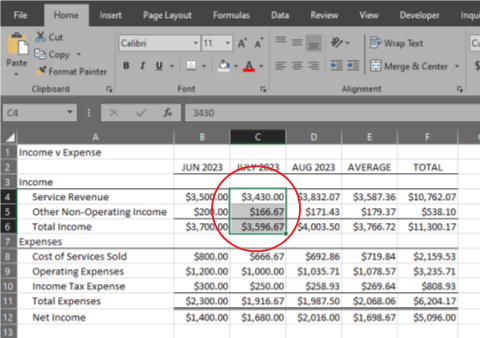 File Home Insert Page Layout Formulas Data Review View Developer Inqui
Cut
Copy
Format Painter
Paste
Calibri 11 A A
B I U A
Wrap Text
Merge & Center
$
Clipboard Font Alignment
C4 fx 3430
A B C D E F
1 Income v Expense
2 JUN 2023 JULY 2023 AUG 2023 AVERAGE TOTAL
3 Income
4 Service Revenue $3,500.00 $3,430.00 $3,832.07 $3,587.36 $10,762.07
5 Other Non-Operating Income $200.00 $166.67 $171.43 $179.37 $538.10
6 Total Income $3,700.00 $3,596.67 $4,003.50 $3,766.72 $11,300.17
7 Expenses
8 Cost of Services Sold $800.00 $666.67 $692.86 $719.84 $2,159.53
9 Operating Expenses $1,200.00 $1,000.00 $1,035.71 $1,078.57 $3,235.71
10 Income Tax Expense $300.00 $250.00 $258.93 $269.64 $808.93
11 Total Expenses $2,300.00 $1,916.67 $1,987.50 $2,068.06 $6,204.17
12 Net Income $1,400.00 $1,680.00 $2,016.00 $1,698.67 $5,096.00
13